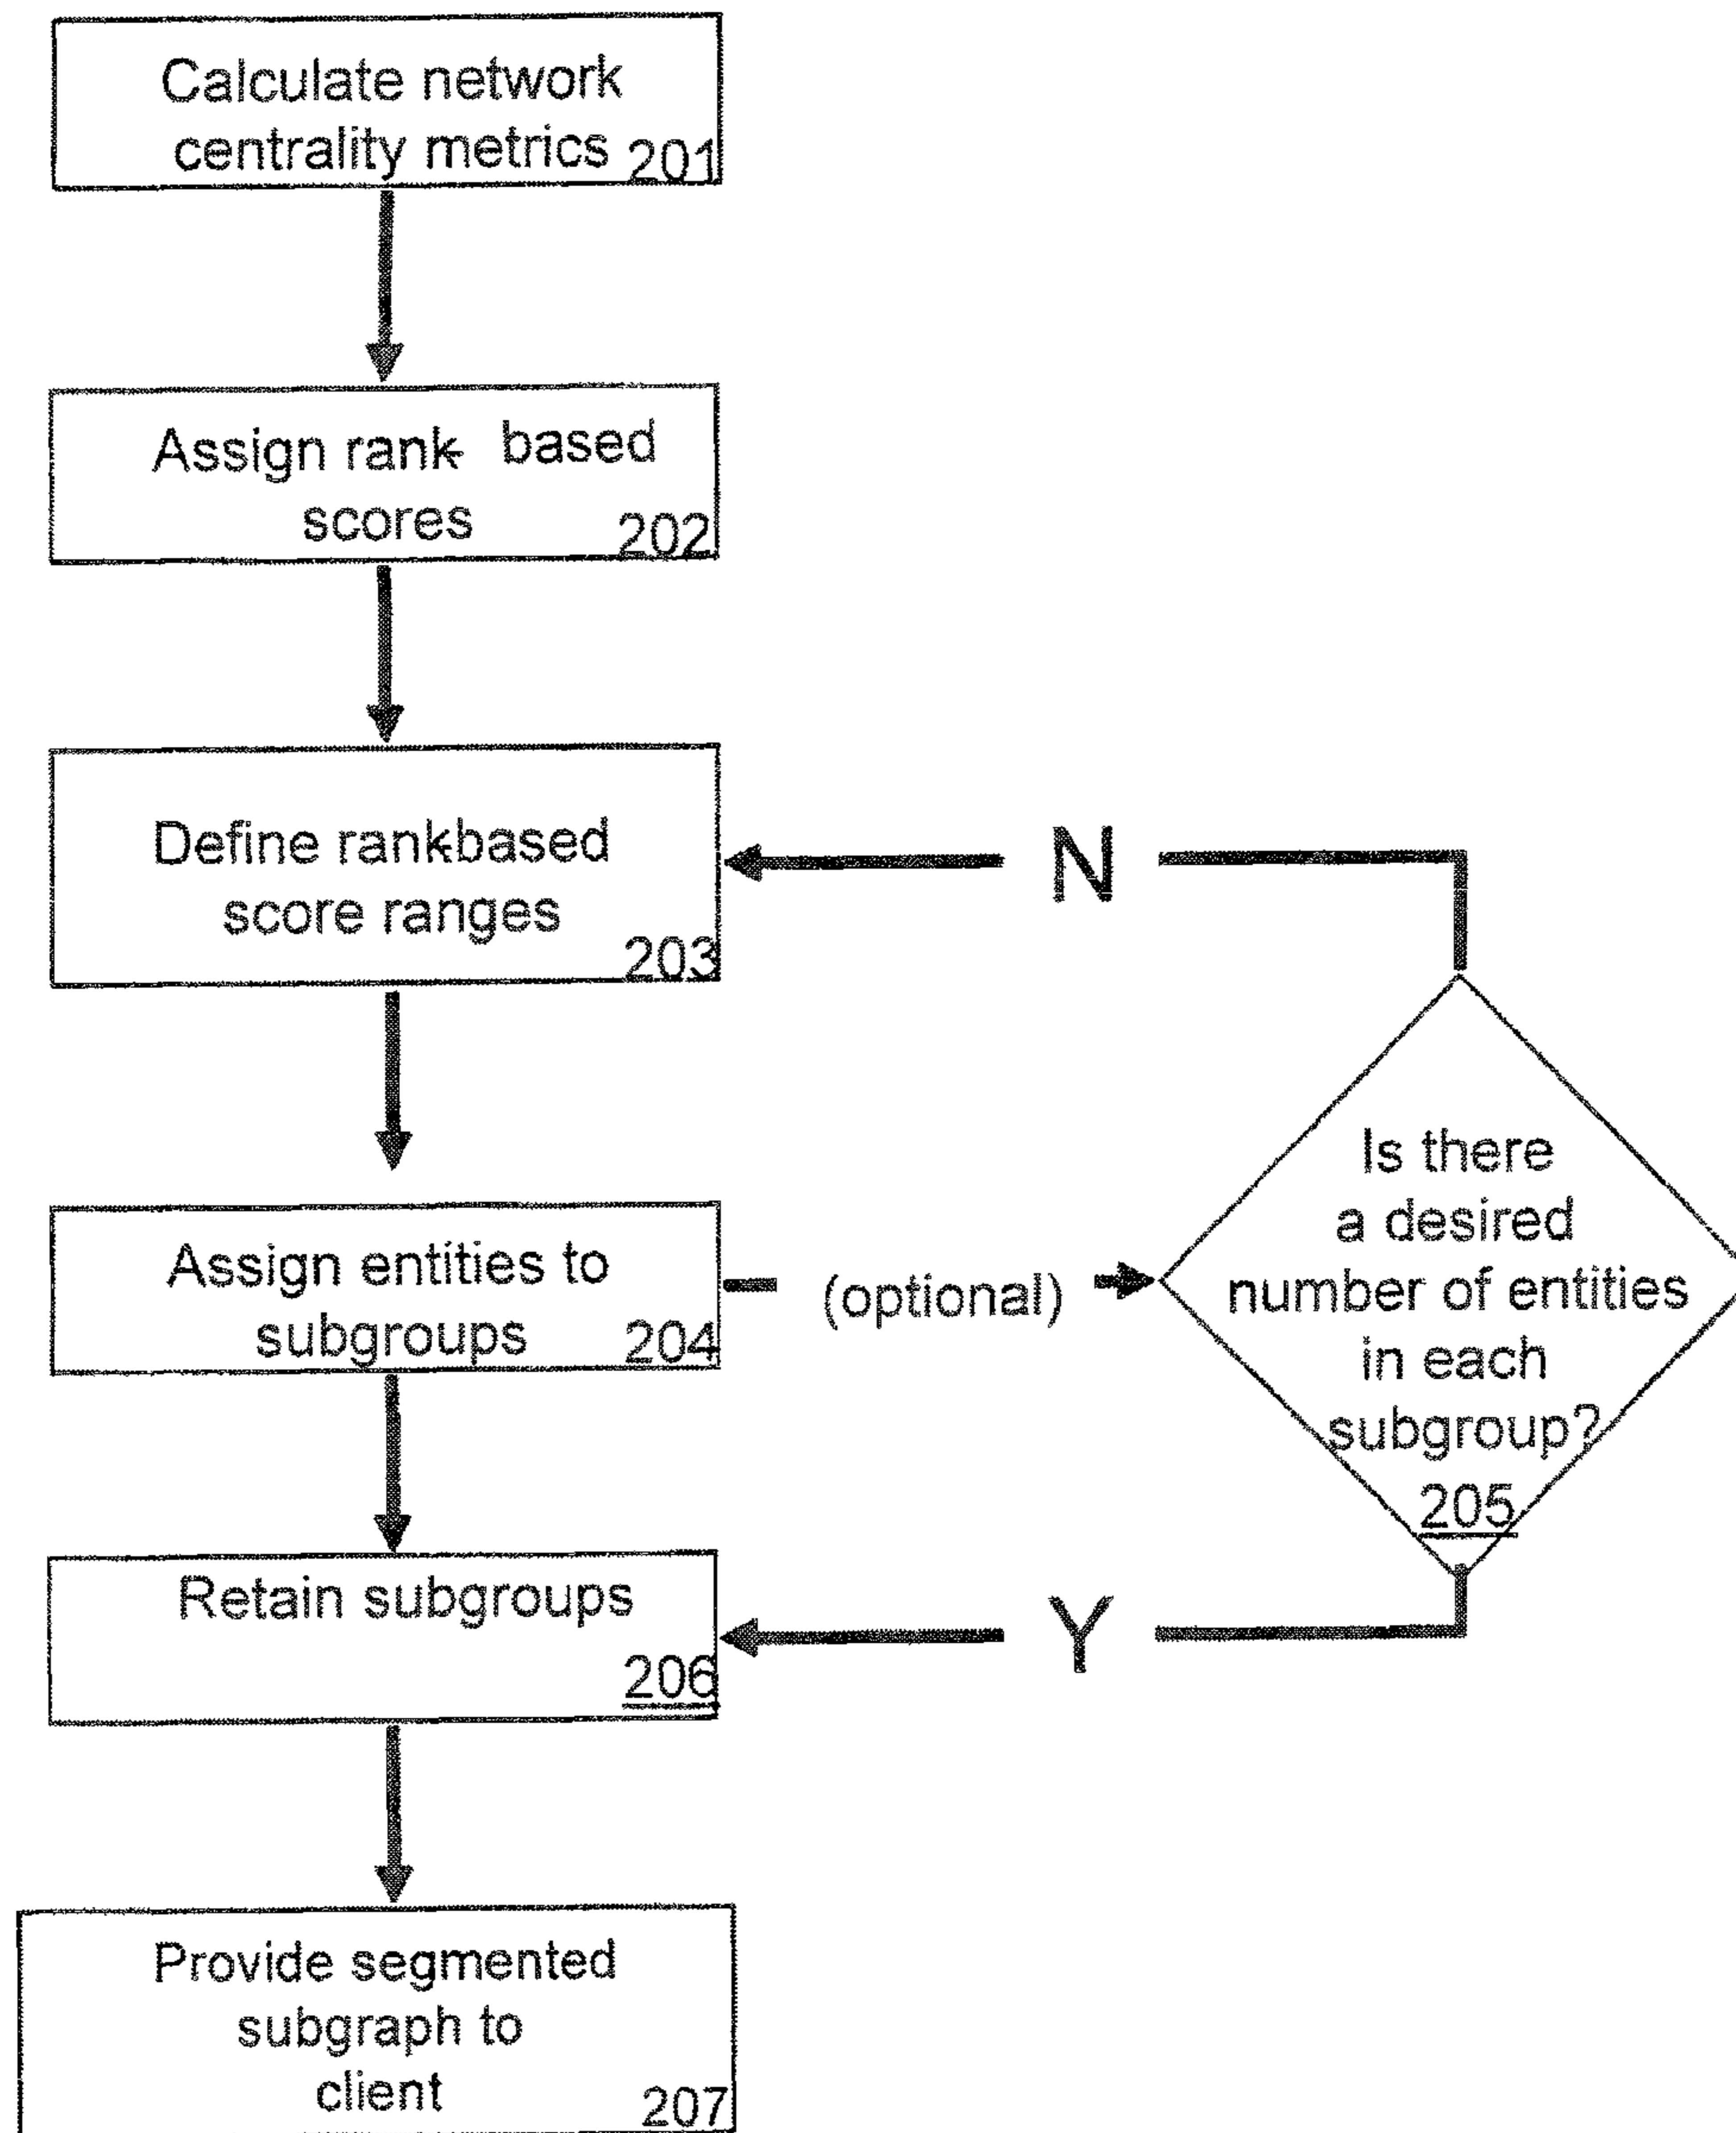 Calculate network
centrality metrics 201
Assign rank- based
scores 202
Define rank-based
score ranges
203
N
Is there
a desired
number of entities
in each
subgroup?
205
Assign entities to
subgroups 204
(optional)
Retain subgroups
206
Y
Provide segmented
subgraph to
client 207